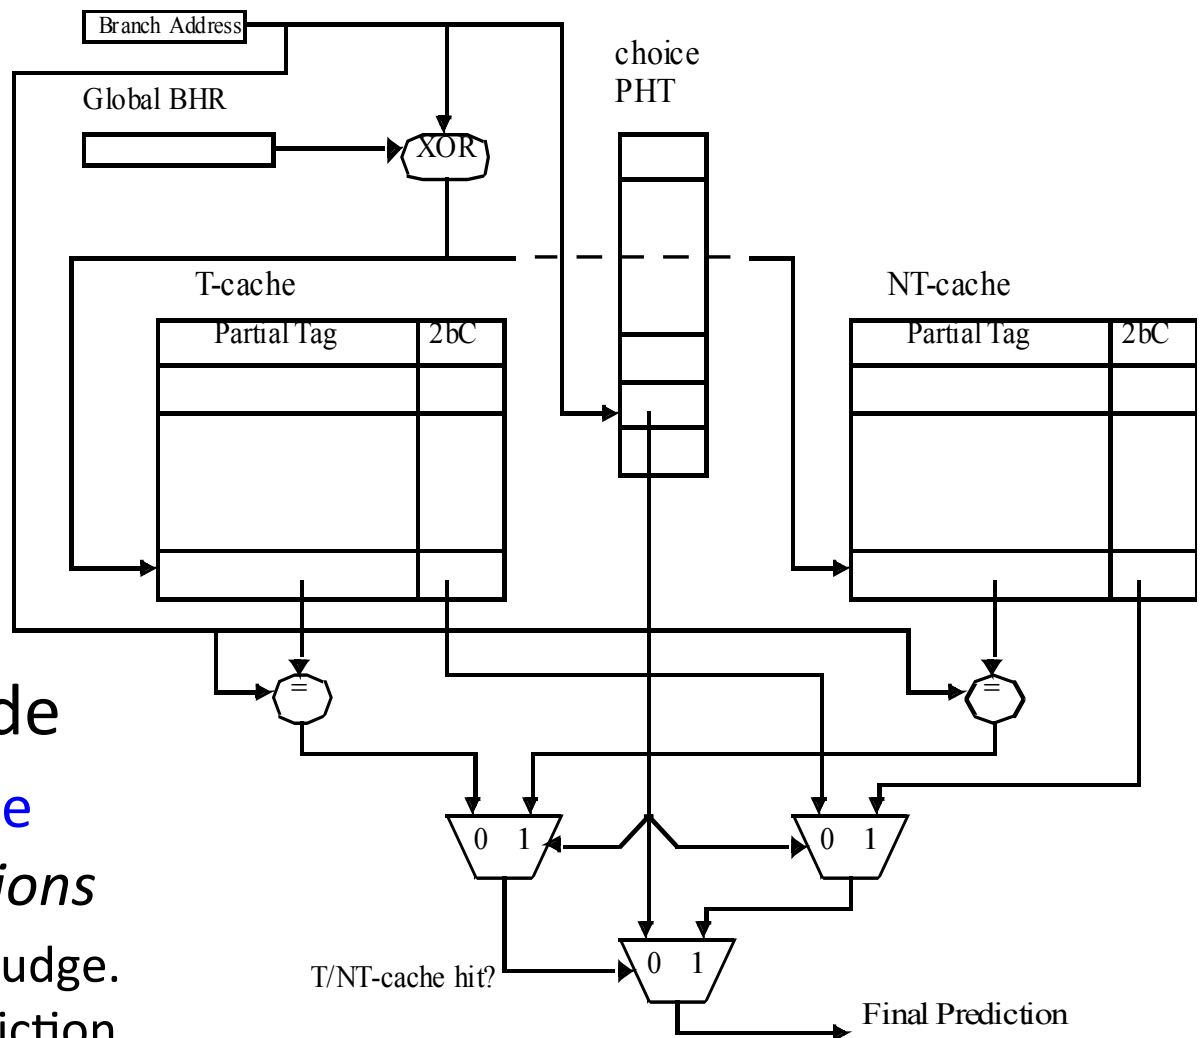 Branch Address
choice
PHT
Global BHR
XOR
T-cache
NT-cache
Partial Tag 2bC
Partial Tag 2bC
= =
de
e
ions
udge.
iction
0 1
0 1
0 1
T/NT-cache hit?
Final Prediction